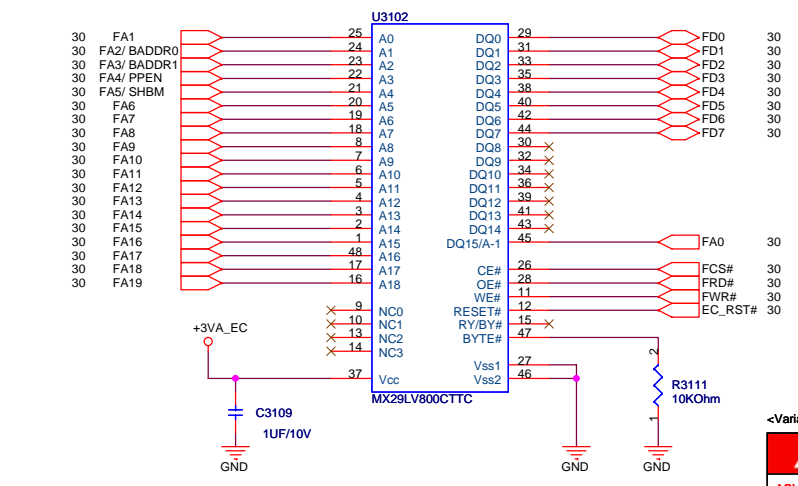 U3102
30 FA1 25 A0 DQ0 29 FD0 30
30 FA2/ BADDR0 24 A1 DQ1 31 FD1 30
30 FA3/ BADDR1 23 A2 DQ2 33 FD2 30
30 FA4/ PPEN 22 A3 DQ3 35 FD3 30
30 FA5/ SHBM 21 A4 DQ4 38 FD4 30
30 FA6 20 A5 DQ5 40 FD5 30
30 FA7 19 A6 DQ6 42 FD6 30
30 FA8 18 A7 DQ7 44 FD7 30
30 FA9 8 A8 DQ8 30
30 FA10 7 A9 DQ9 32
30 FA11 6 A10 DQ10 34
30 FA12 5 A11 DQ11 36
30 FA13 4 A12 DQ12 39
30 FA14 3 A13 DQ13 41
30 FA15 2 A14 DQ14 43
30 FA16 1 A15 DQ15/A-1 45 FA0 30
30 FA17 48 A16
30 FA18 17 A17 CE# 26 FCS# 30
30 FA19 16 A18 OE# 28 FRD# 30
WE# 11 FWR# 30
9 NC0 RESET# 12 EC_RST# 30
10 NC1 RY/BY# 15
+3VA_EC 13 NC2 BYTE# 47
14 NC3
Vss1 27 2
37 Vcc Vss2 46
R3111
10KOhm
MX29LV800CTTC
C3109 1
1UF/10V
<Varia
GND GND GND